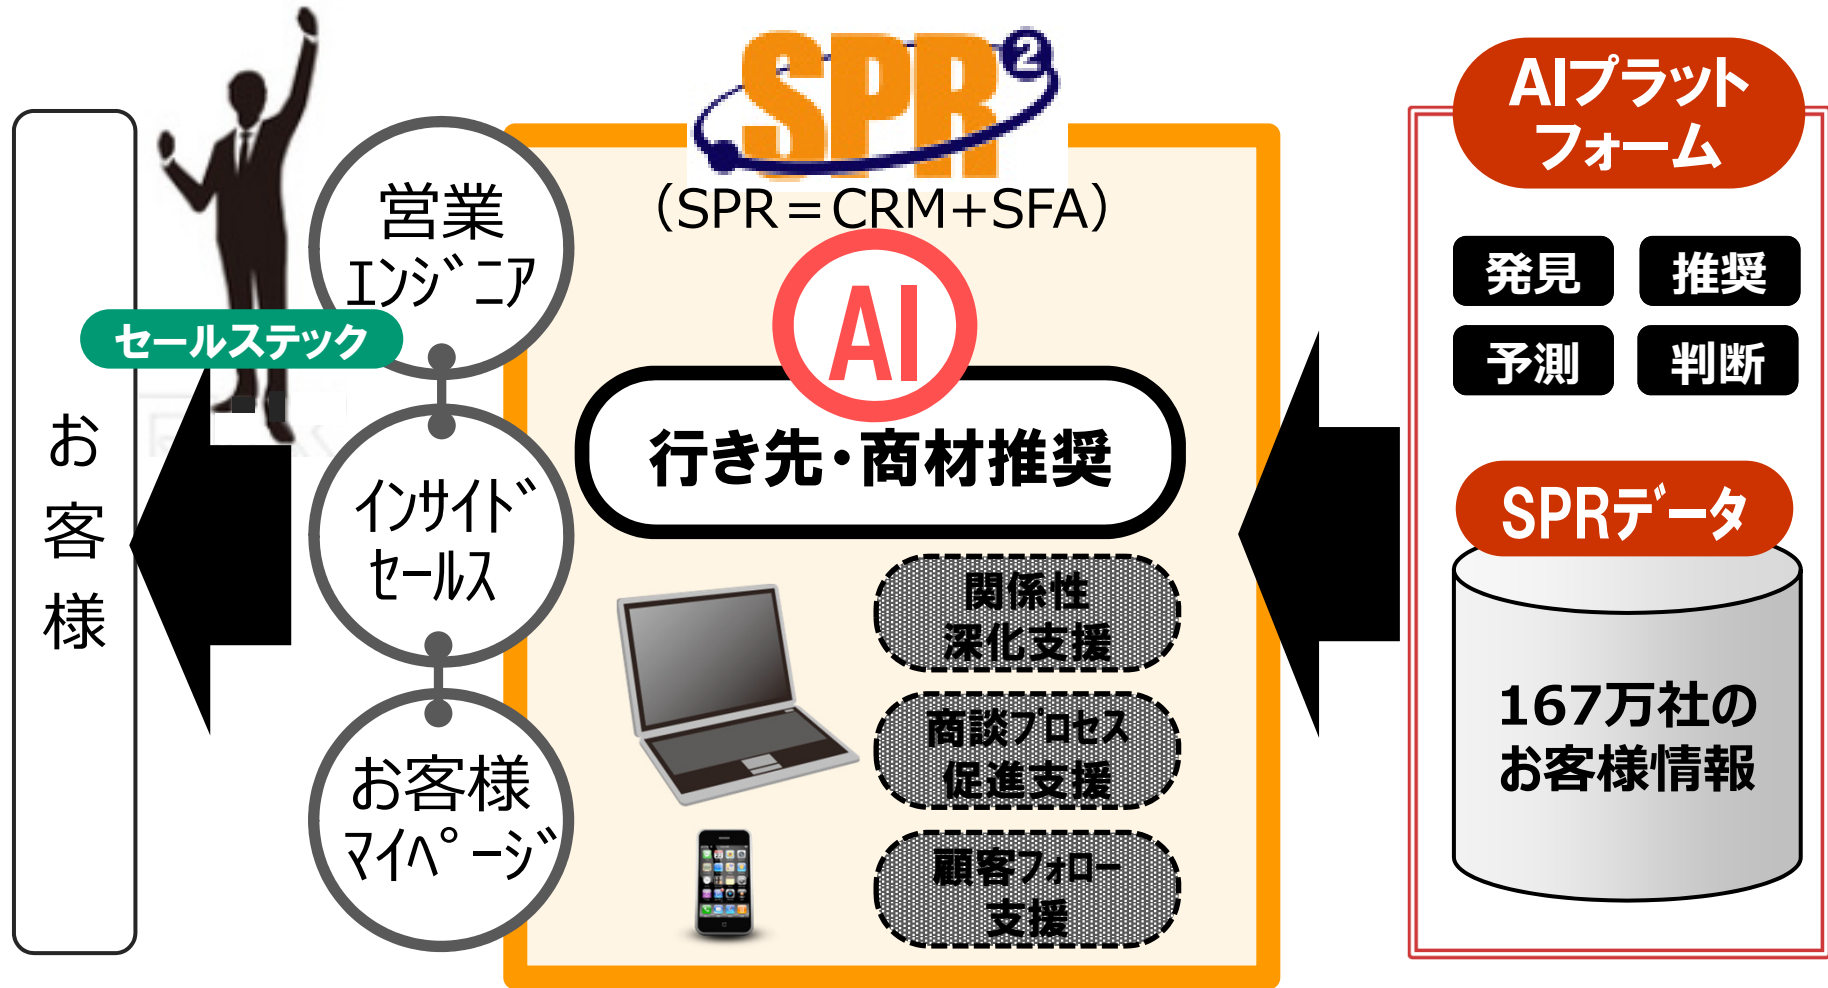 お客様
セールステック
営業
エンジニア
インサイド
セールス
お客様
マイページ
SPR2
（SPR＝CRM+SFA）
AI
行き先・商材推奨
関係性
深化支援
商談プロセス
促進支援
顧客フォロー
支援
AIプラット
フォーム
発見
推奨
予測
判断
SPRデータ
167万社の
お客様情報